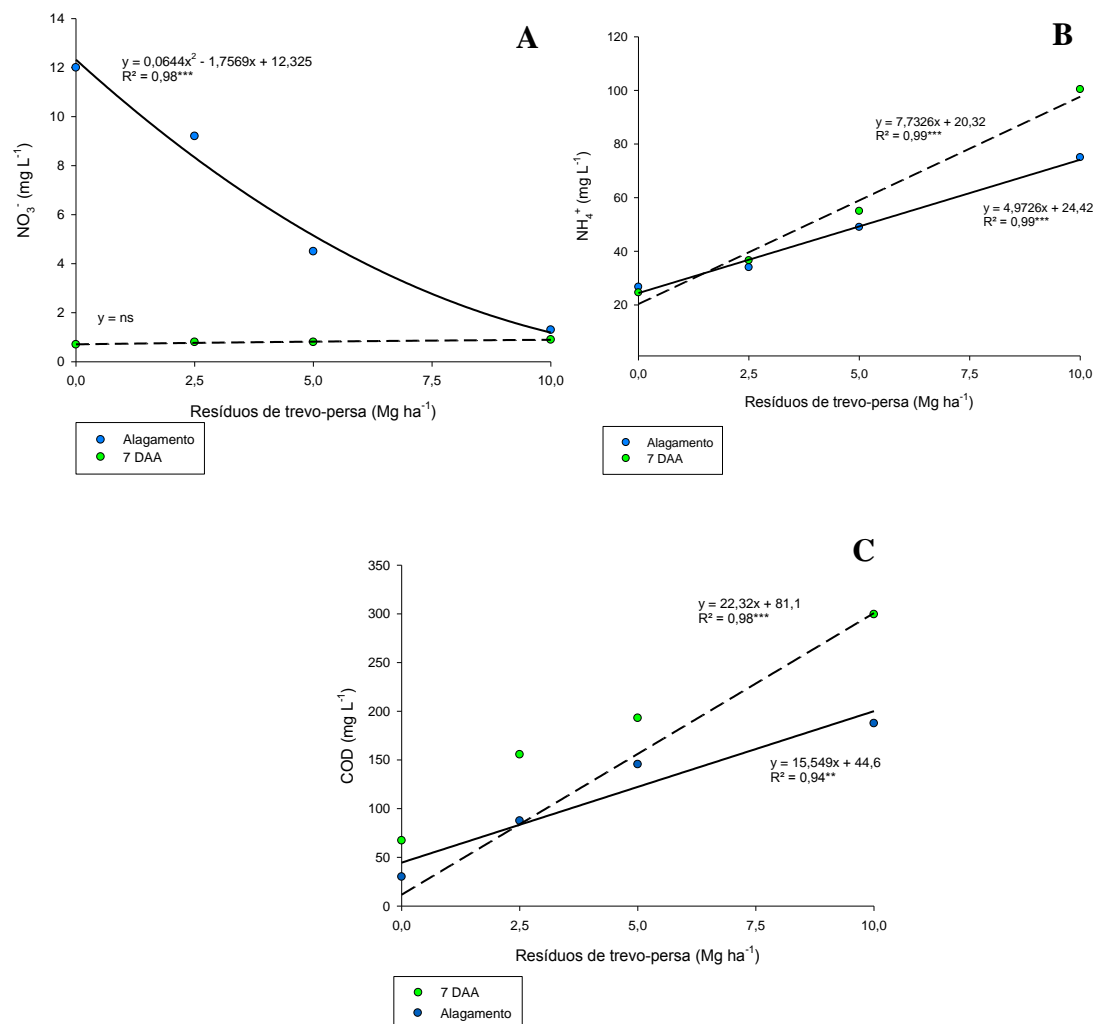 A
14
12
10
8
6
4
2
0
NO₃⁻ (mg L⁻¹)
y = 0,0644x² - 1,7569x + 12,325
R² = 0,98***
y = ns
0,0 2,5 5,0 7,5 10,0
Resíduos de trevo-persa (Mg ha⁻¹)
Alagamento
7 DAA
B
120
100
80
60
40
20
NH₄⁺ (mg L⁻¹)
y = 7,7326x + 20,32
R² = 0,99***
y = 4,9726x + 24,42
R² = 0,99***
0,0 2,5 5,0 7,5 10,0
Resíduos de trevo-persa (Mg ha⁻¹)
Alagamento
7 DAA
C
350
300
250
200
150
100
50
0
COD (mg L⁻¹)
y = 22,32x + 81,1
R² = 0,98***
y = 15,549x + 44,6
R² = 0,94**
0,0 2,5 5,0 7,5 10,0
Resíduos de trevo-persa (Mg ha⁻¹)
7 DAA
Alagamento